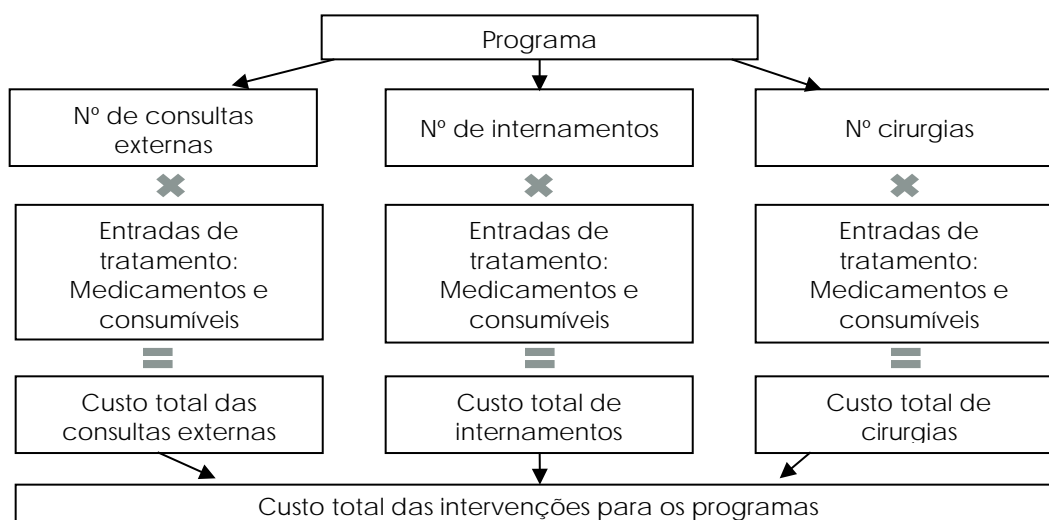 Programa
Nº de consultas
externas
Nº de internamentos
Nº cirurgias
Entradas de
tratamento:
Medicamentos e
consumíveis
Entradas de
tratamento:
Medicamentos e
consumíveis
Entradas de
tratamento:
Medicamentos e
consumíveis
Custo total das
consultas externas
Custo total de
internamentos
Custo total de
cirurgias
Custo total das intervenções para os programas